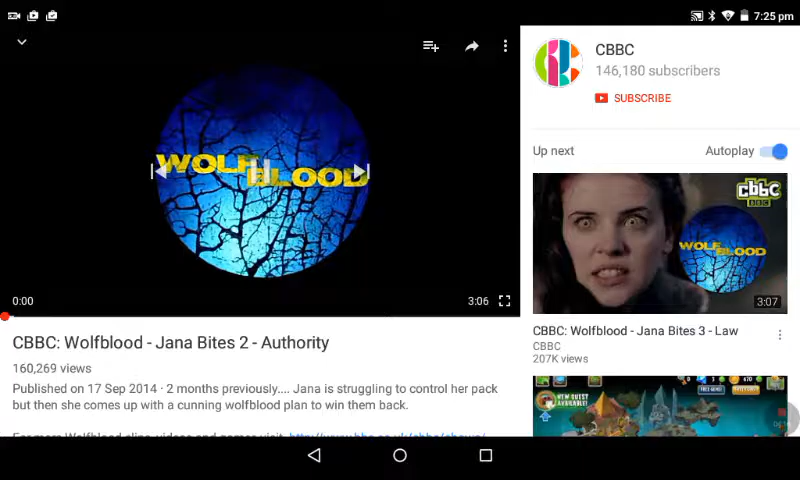 7:25 pm
WOLFBLOOD
0:00
3:06
CBBC: Wolfblood - Jana Bites 2 - Authority
160,269 views
Published on 17 Sep 2014 · 2 months previously.... Jana is struggling to control her pack
but then she comes up with a cunning wolfblood plan to win them back.
CBBC
146,180 subscribers
SUBSCRIBE
Up next
Autoplay
cbbc
BBC
WOLFBLOOD
3:07
CBBC: Wolfblood - Jana Bites 3 - Law
CBBC
207K views
NEW QUEST
AVAILABLE!